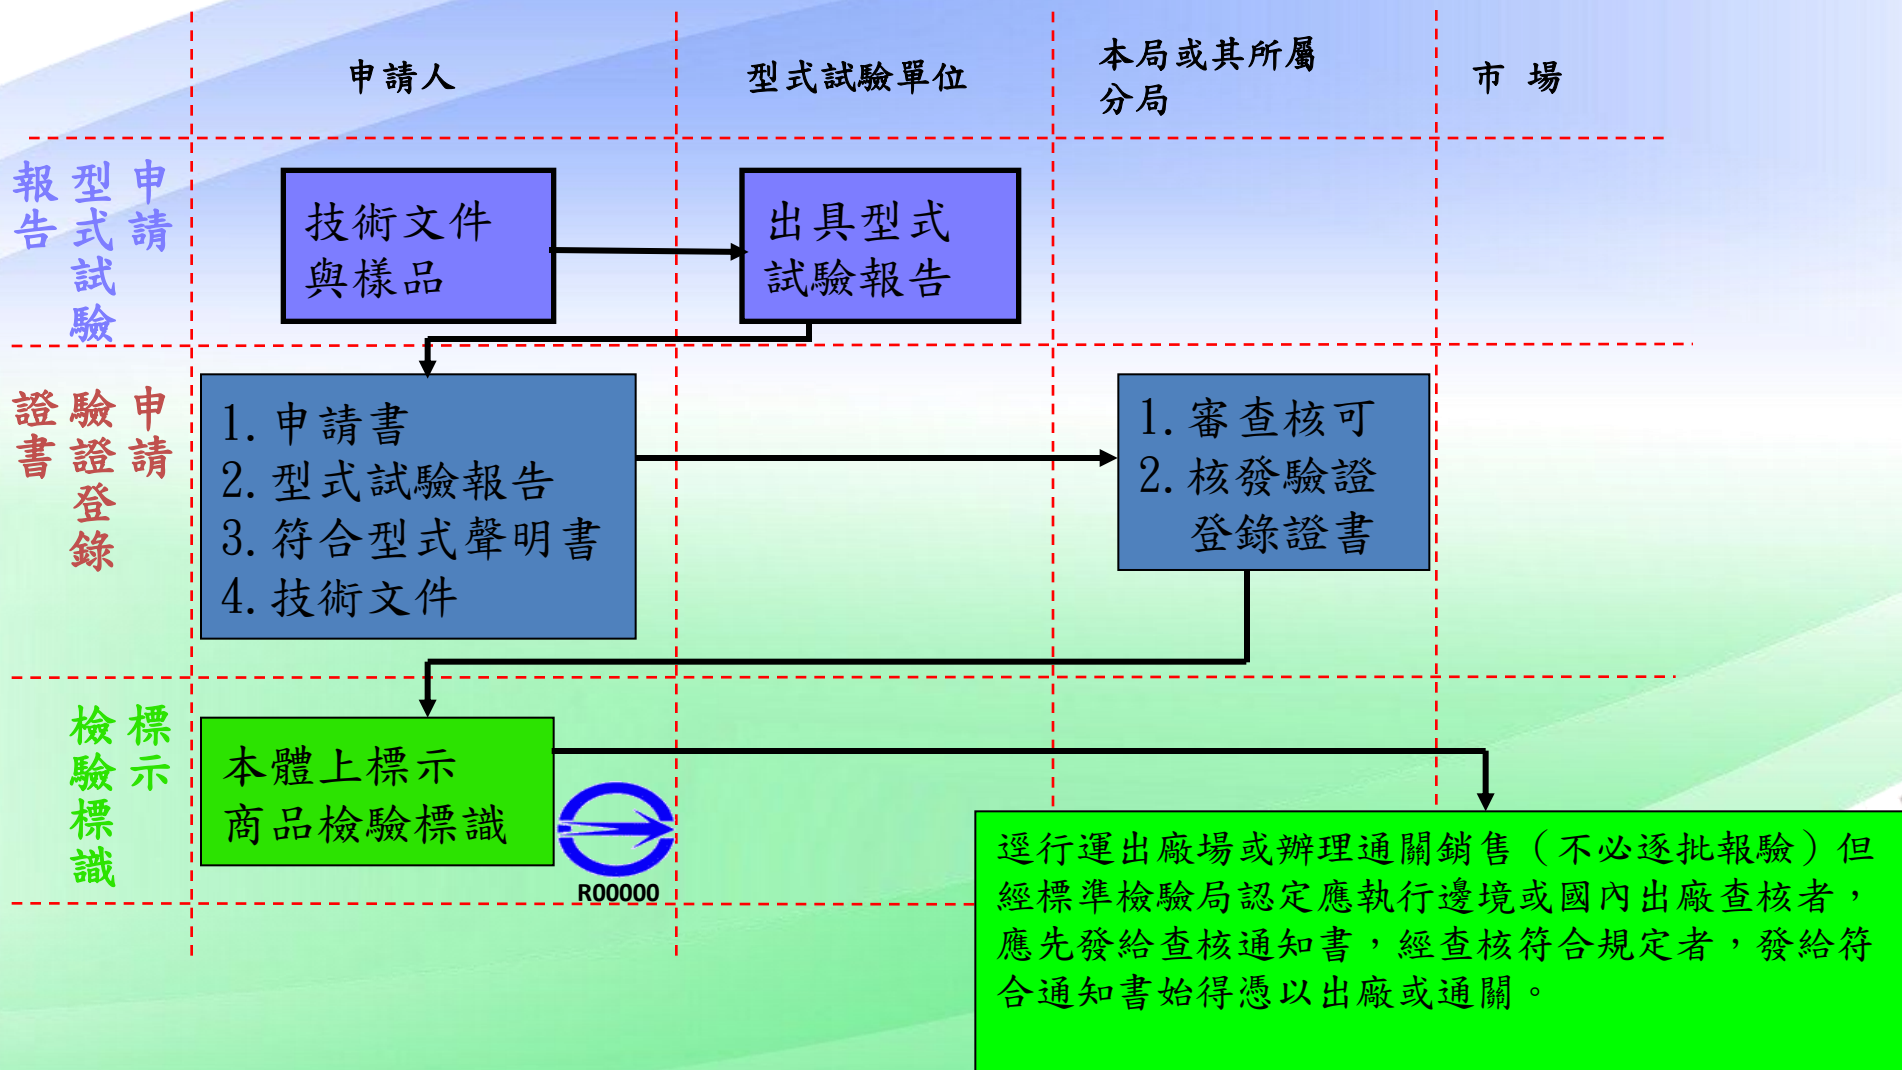 申請人
型式試驗單位
本局或其所屬
分局
市 場
申請
型式試驗
報告
技術文件
與樣品
出具型式
試驗報告
申請
驗證登錄
證書
1.申請書
2.型式試驗報告
3.符合型式聲明書
4.技術文件
1.審查核可
2.核發驗證
登錄證書
標示
檢驗標識
本體上標示
商品檢驗標識
R00000
逕行運出廠場或辦理通關銷售（不必逐批報驗）但
經標準檢驗局認定應執行邊境或國內出廠查核者，
應先發給查核通知書，經查核符合規定者，發給符
合通知書始得憑以出廠或通關。